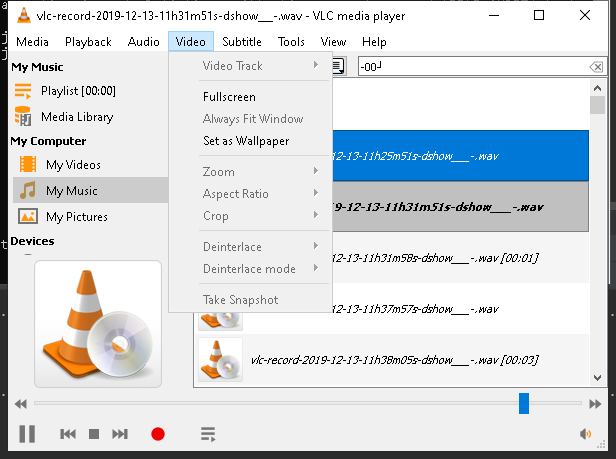 vlc-record-2019-12-13-11h31m51s-dshow___-.wav - VLC media player
Media Playback Audio Video Subtitle Tools View Help
My Music
Playlist [00:00]
Media Library
My Computer
My Videos
My Music
My Pictures
Devices
Video Track
Fullscreen
Always Fit Window
Set as Wallpaper
Zoom
Aspect Ratio
Crop
Deinterlace
Deinterlace mode
Take Snapshot
12-13-11h25m51s-dshow___-.wav
19-12-13-11h31m51s-dshow___-.wav
12-13-11h31m58s-dshow___-.wav [00:01]
12-13-11h37m57s-dshow___-.wav
vlc-record-2019-12-13-11h38m05s-dshow___-.wav [00:03]